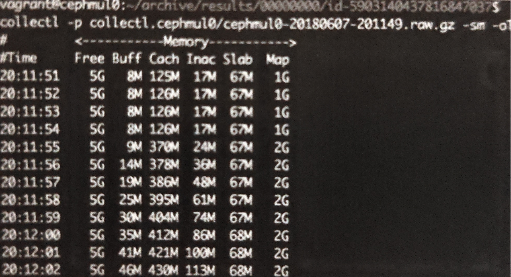 vagrant@cephmul0:~/archive/results/00000000/id-5903140437816847037$
collectl -p collectl.cephmul0/cephmul0-20180607-201149.raw.gz -sm -oT
# <-----------Memory----------->
#Time Free Buff Cach Inac Slab Map
20:11:51 5G 8M 125M 17M 67M 1G
20:11:52 5G 8M 126M 17M 67M 1G
20:11:53 5G 8M 126M 17M 67M 1G
20:11:54 5G 8M 126M 17M 67M 1G
20:11:55 5G 9M 370M 24M 67M 2G
20:11:56 5G 14M 378M 36M 67M 2G
20:11:57 5G 19M 386M 48M 67M 2G
20:11:58 5G 25M 395M 61M 67M 2G
20:11:59 5G 30M 404M 74M 67M 2G
20:12:00 5G 35M 412M 86M 68M 2G
20:12:01 5G 41M 421M 100M 68M 2G
20:12:02 5G 46M 430M 113M 68M 2G